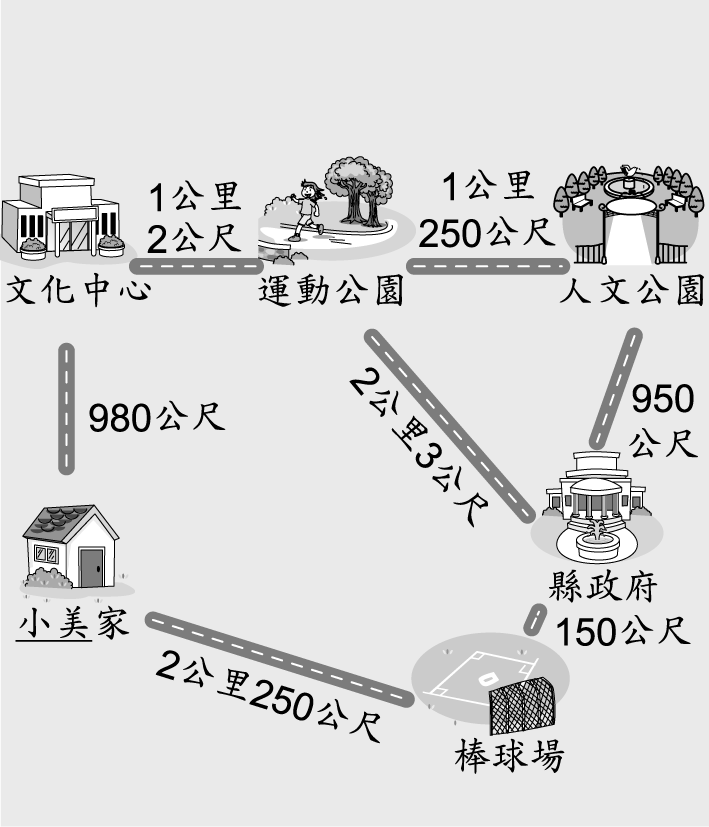 1公里
2公尺
1公里
250公尺
文化中心
運動公園
人文公園
980公尺
2公里3公尺
950
公尺
縣政府
小美家
150公尺
2公里250公尺
棒球場